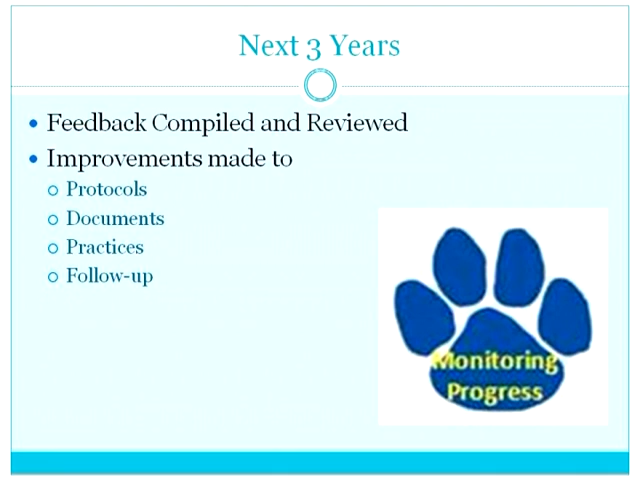 Next 3 Years
Feedback Compiled and Reviewed
Improvements made to
Protocols
Documents
Practices
Follow-up
Monitoring
Progress